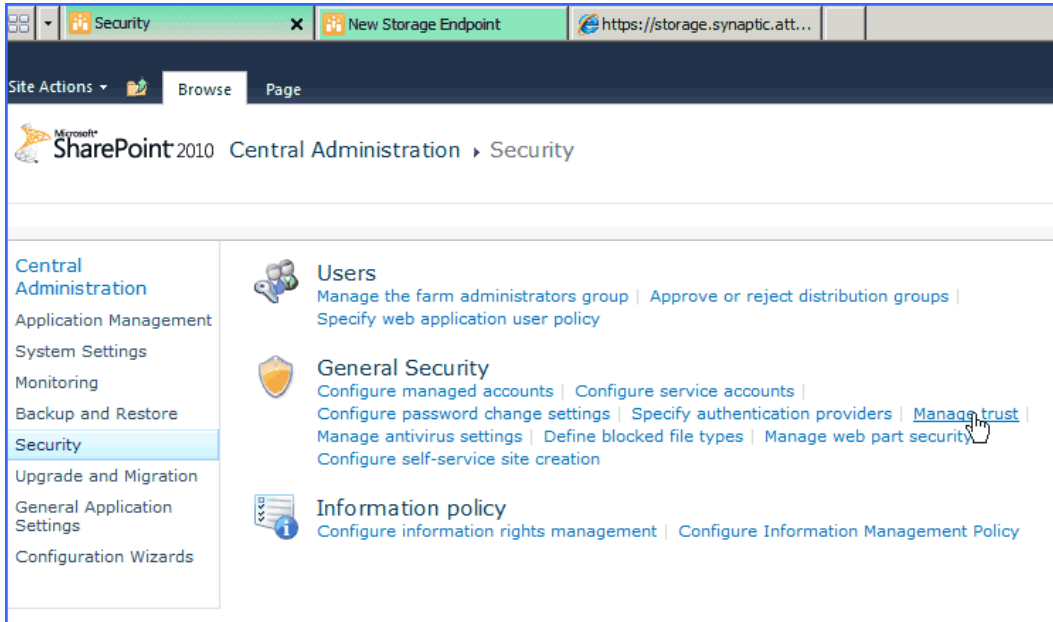 Security
New Storage Endpoint
https://storage.synaptic.att...
Site Actions
Browse
Page
Microsoft
SharePoint 2010 Central Administration Security
Central
Administration
Application Management
System Settings
Monitoring
Backup and Restore
Security
Upgrade and Migration
General Application
Settings
Configuration Wizards
Users
Manage the farm administrators group | Approve or reject distribution groups |
Specify web application user policy
General Security
Configure managed accounts | Configure service accounts |
Configure password change settings | Specify authentication providers | Manage trust |
Manage antivirus settings | Define blocked file types | Manage web part security
Configure self-service site creation
Information policy
Configure information rights management | Configure Information Management Policy